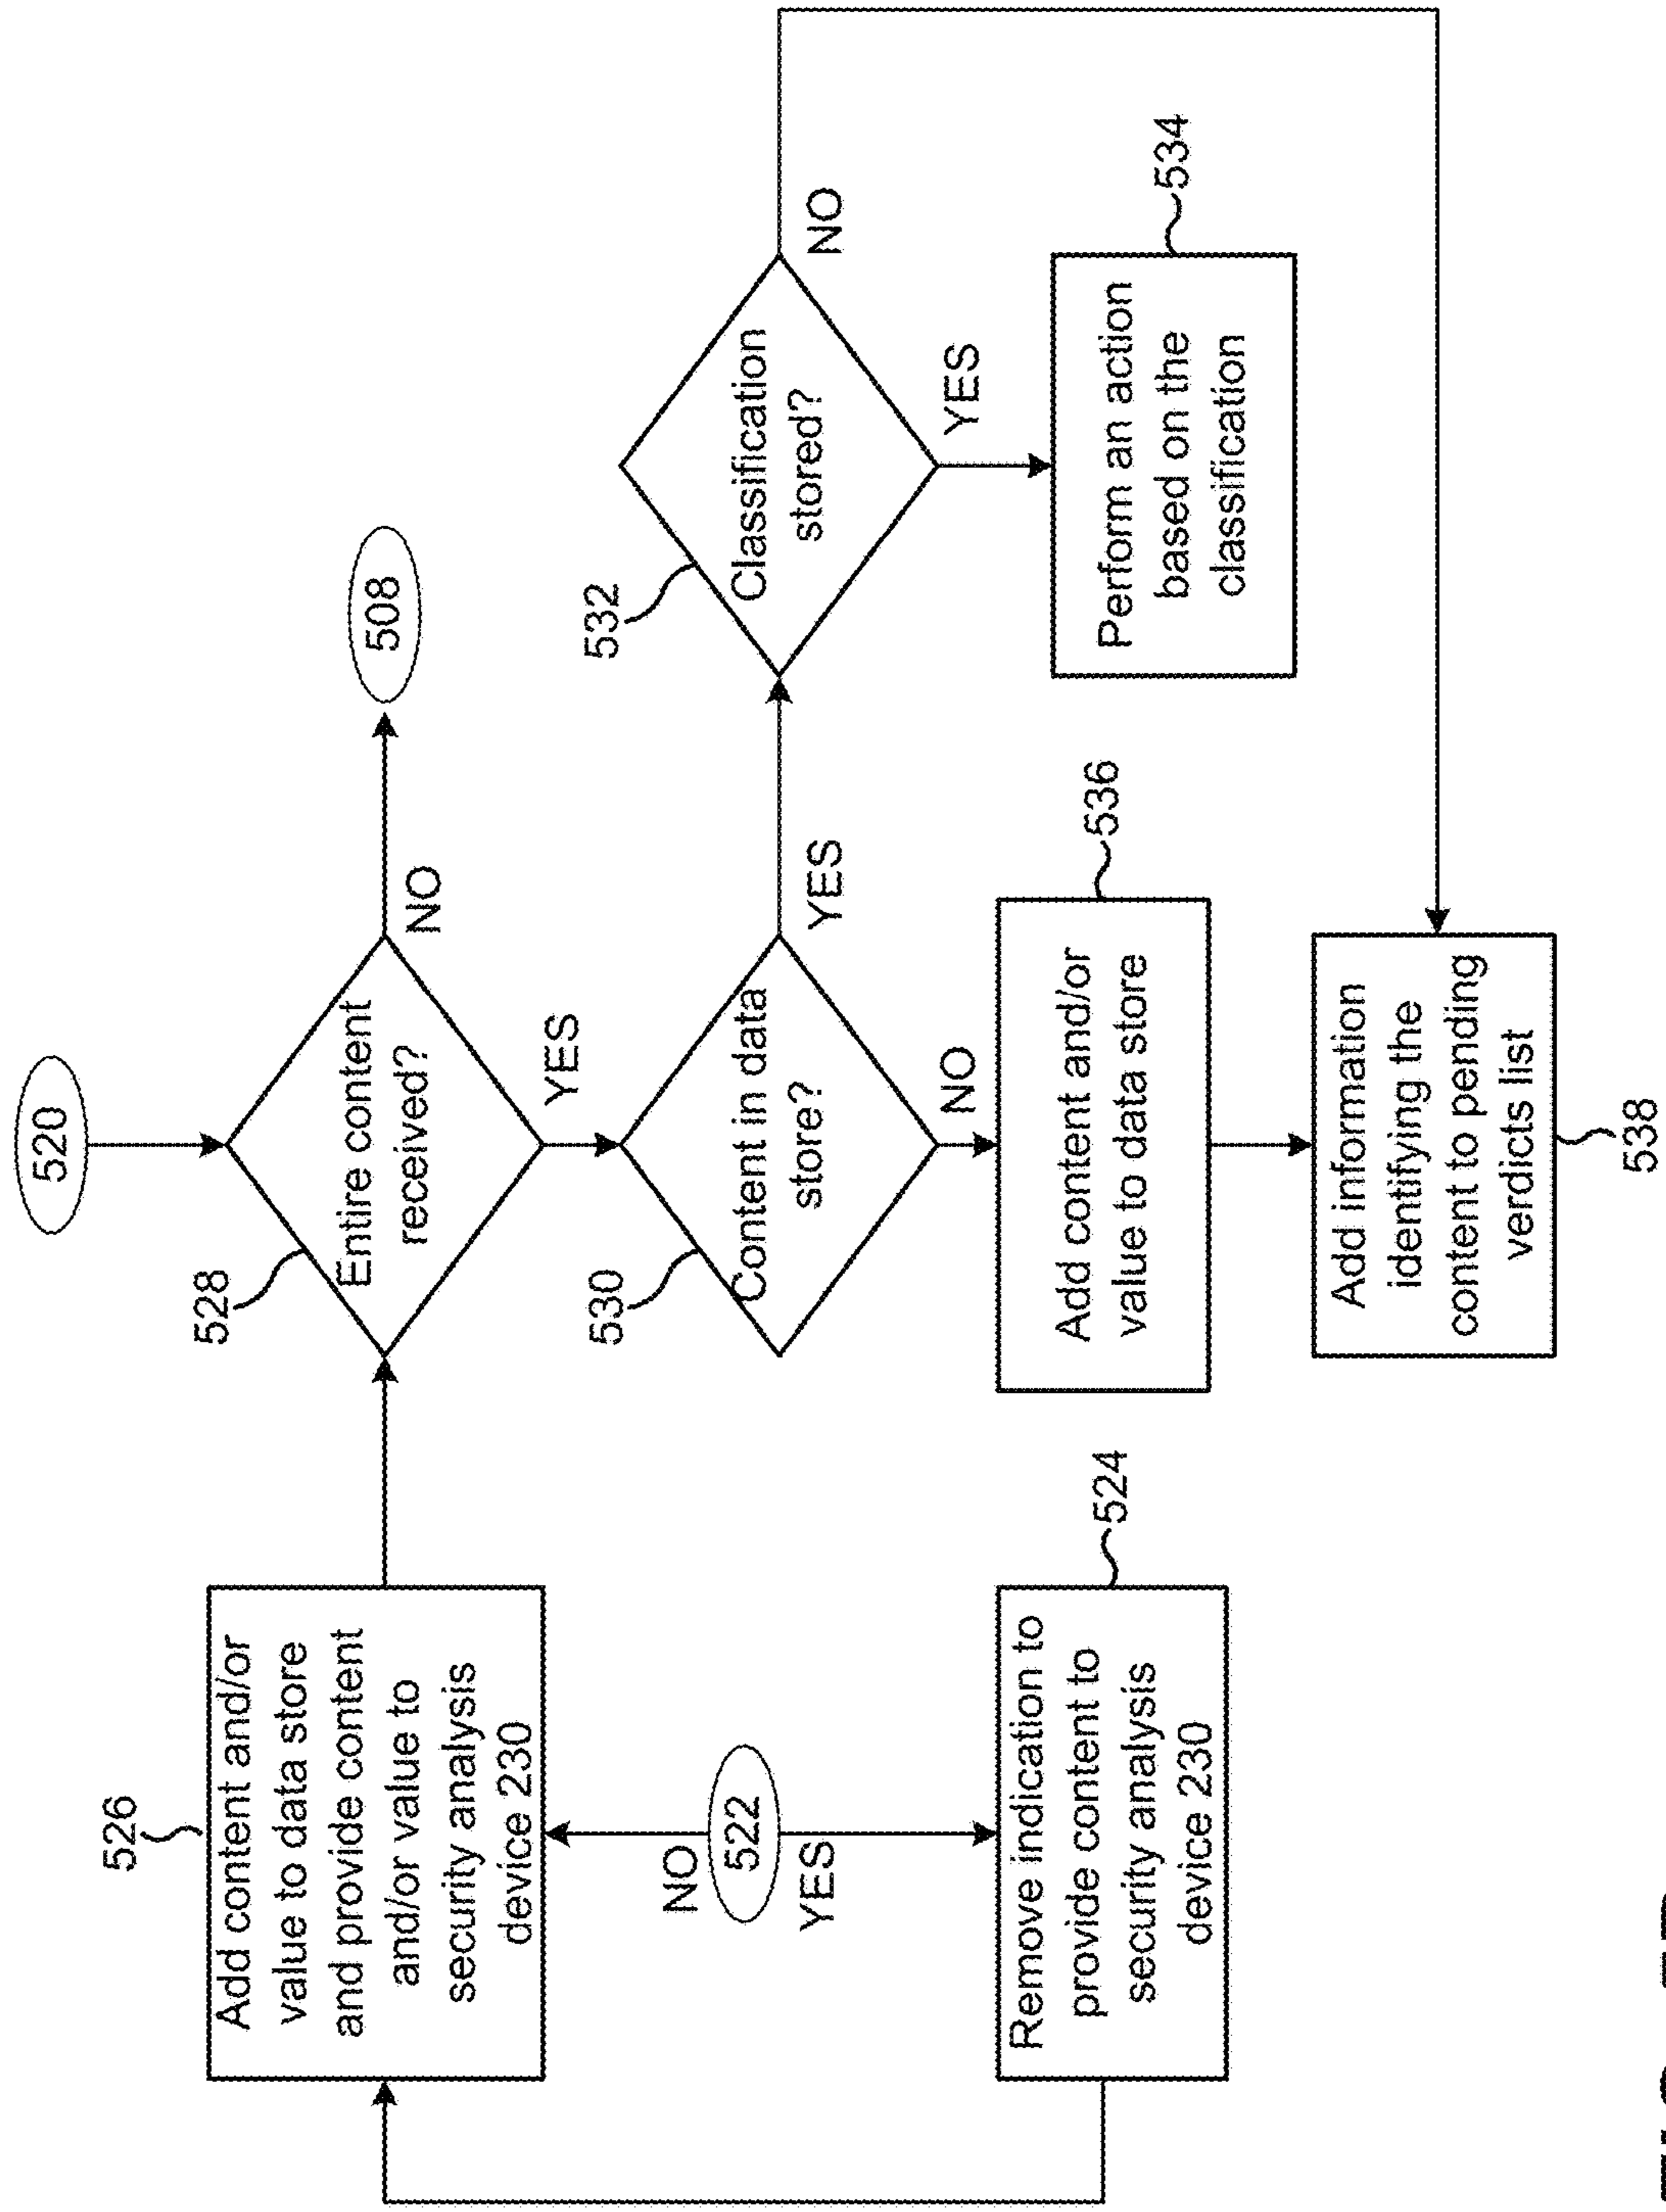 520
528
Entire content
received?
NO
508
YES
526
Add content and/or
value to data store
and provide content
and/or value to
security analysis
device 230
NO
522
YES
Remove indication to
provide content to
security analysis
device 230
524
530
Content in data
store?
YES
NO
532
Classification
stored?
NO
YES
Perform an action
based on the
classification
534
Add content and/or
value to data store
536
Add information
identifying the
content to pending
verdicts list
538